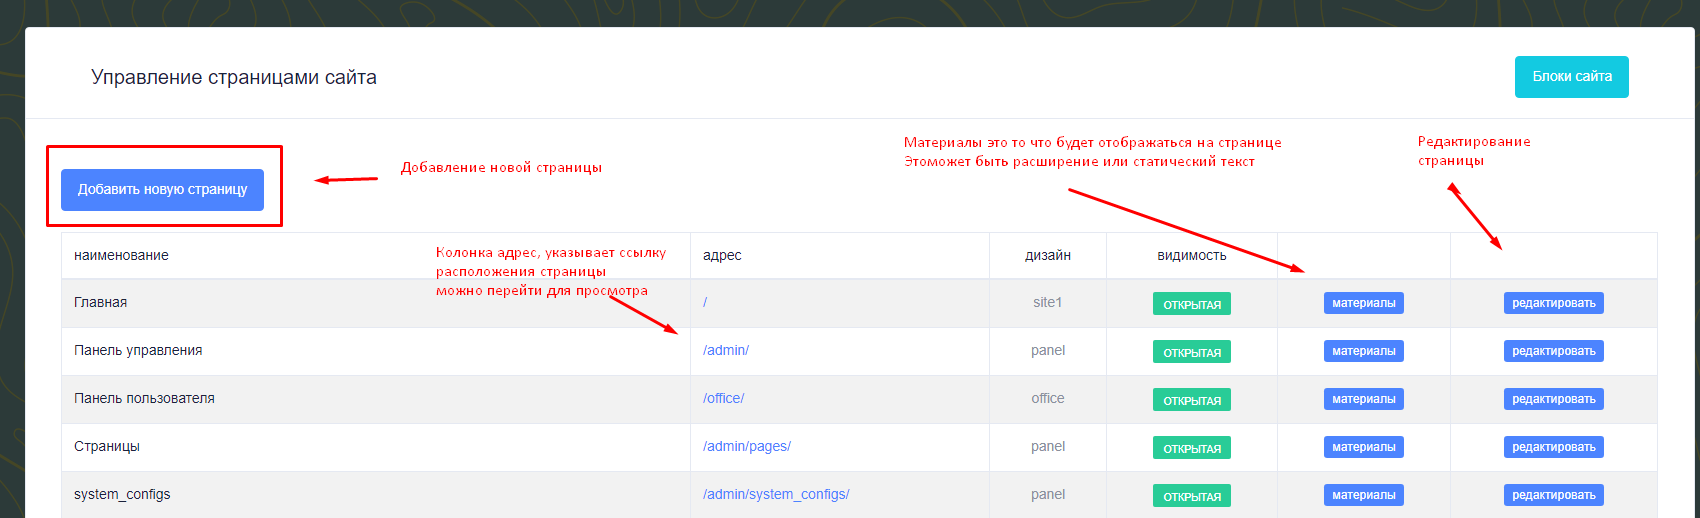 Управление страницами сайта
Блоки сайта
Материалы это то что будет отображаться на странице
Этоможет быть расширение или статический текст
Редактирование
страницы
Добавление новой страницы
Добавить новую страницу
Колонка адрес, указывает ссылку
расположения страницы
можно перейти для просмотра
наименование адрес дизайн видимость
Главная / site1 ОТКРЫТАЯ материалы редактировать
Панель управления /admin/ panel ОТКРЫТАЯ материалы редактировать
Панель пользователя /office/ office ОТКРЫТАЯ материалы редактировать
Страницы /admin/pages/ panel ОТКРЫТАЯ материалы редактировать
system_configs /admin/system_configs/ panel ОТКРЫТАЯ материалы редактировать